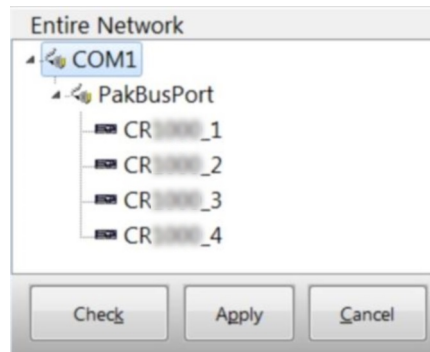 Entire Network
COM1
PakBusPort
CR _1
CR _2
CR _3
CR _4
Check
Apply
Cancel